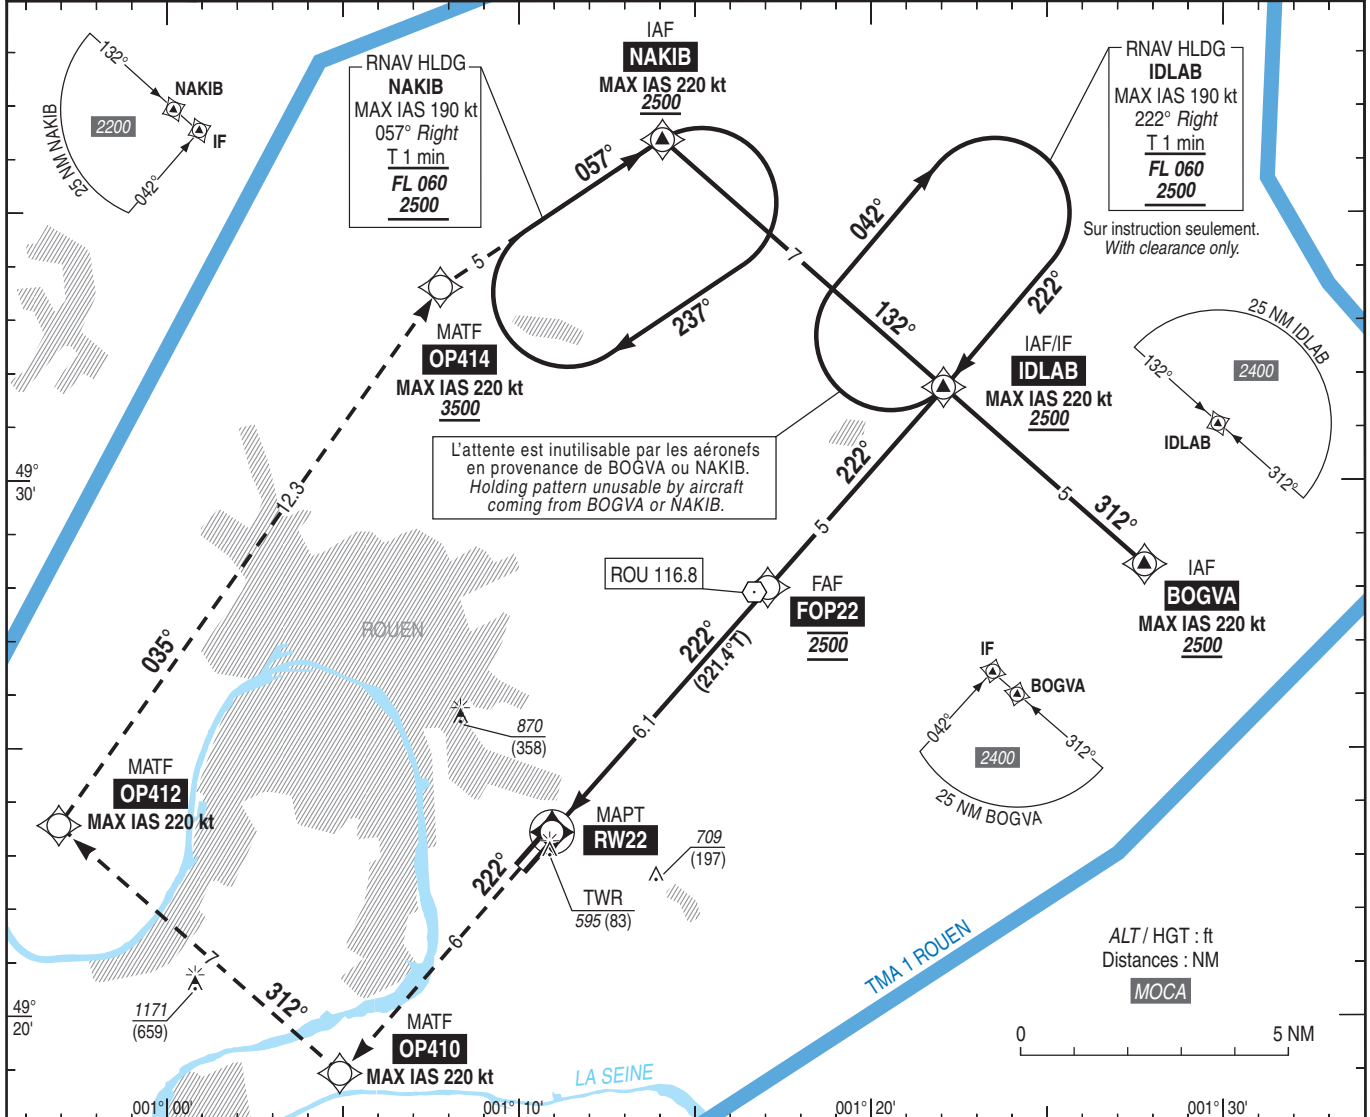 IAF
NAKIB
MAX IAS 220 kt
2500
RNAV HLDG
NAKIB
MAX IAS 190 kt
057° Right
T 1 min
FL 060
2500
RNAV HLDG
IDLAB
MAX IAS 190 kt
222° Right
T 1 min
FL 060
2500
Sur instruction seulement.
With clearance only.
132°
NAKIB
2200
IF
042°
25 NM NAKIB
057°
5
237°
042°
222°
7
132°
MATF
OP414
MAX IAS 220 kt
3500
IAF/IF
IDLAB
MAX IAS 220 kt
2500
25 NM IDLAB
2400
132°
IDLAB
312°
L'attente est inutilisable par les aéronefs
en provenance de BOGVA ou NAKIB.
Holding pattern unusable by aircraft
coming from BOGVA or NAKIB.
222°
5
5
312°
49°
30'
12.3
ROU 116.8
FAF
FOP22
2500
IAF
BOGVA
MAX IAS 220 kt
2500
ROUEN
035°
222°
(221.4°T)
6.1
IF
BOGVA
042°
312°
2400
25 NM BOGVA
870
(358)
MATF
OP412
MAX IAS 220 kt
MAPT
RW22
709
(197)
222°
TWR
595 (83)
6
7
312°
1171
(659)
TMA 1 ROUEN
ALT / HGT : ft
Distances : NM
MOCA
49°
20'
MATF
OP410
MAX IAS 220 kt
0
5 NM
LA SEINE
001° 00'
001° 10'
001° 20'
001° 30'